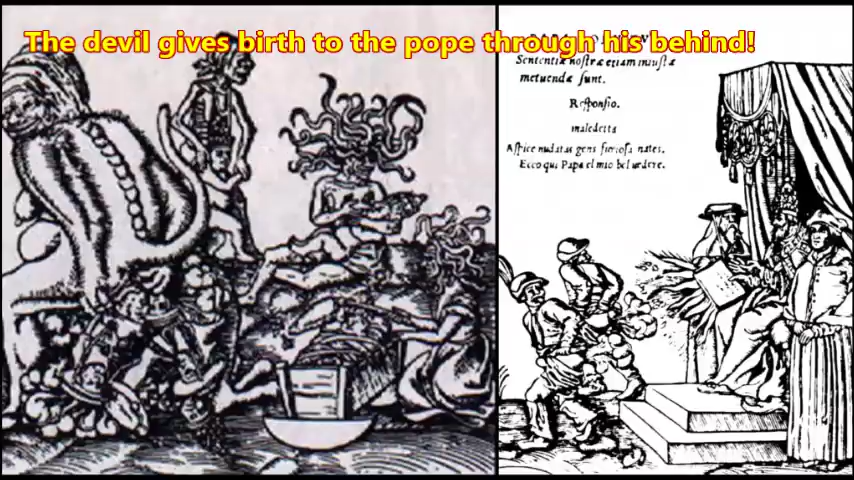 The devil gives birth to the pope through his behind!
Sententiæ nostræ etiam iniustæ
metuendæ sunt.
Responsio.
maledetta
Aspice nudatas gens furiosa nates.
Ecco qui Papa el mio bel uedere.